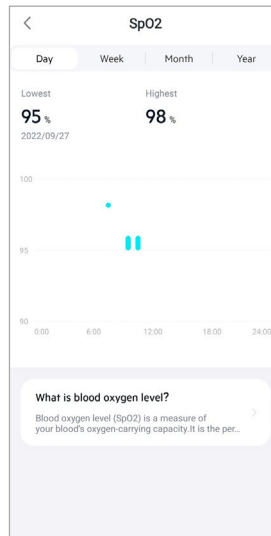 SpO2
Day Week Month Year
Lowest Highest
95 % 98 %
2022/09/27
100
95
90
0:00 6:00 12:00 18:00 24:00
What is blood oxygen level?
Blood oxygen level (SpO2) is a measure of
your blood's oxygen-carrying capacity.It is the per...